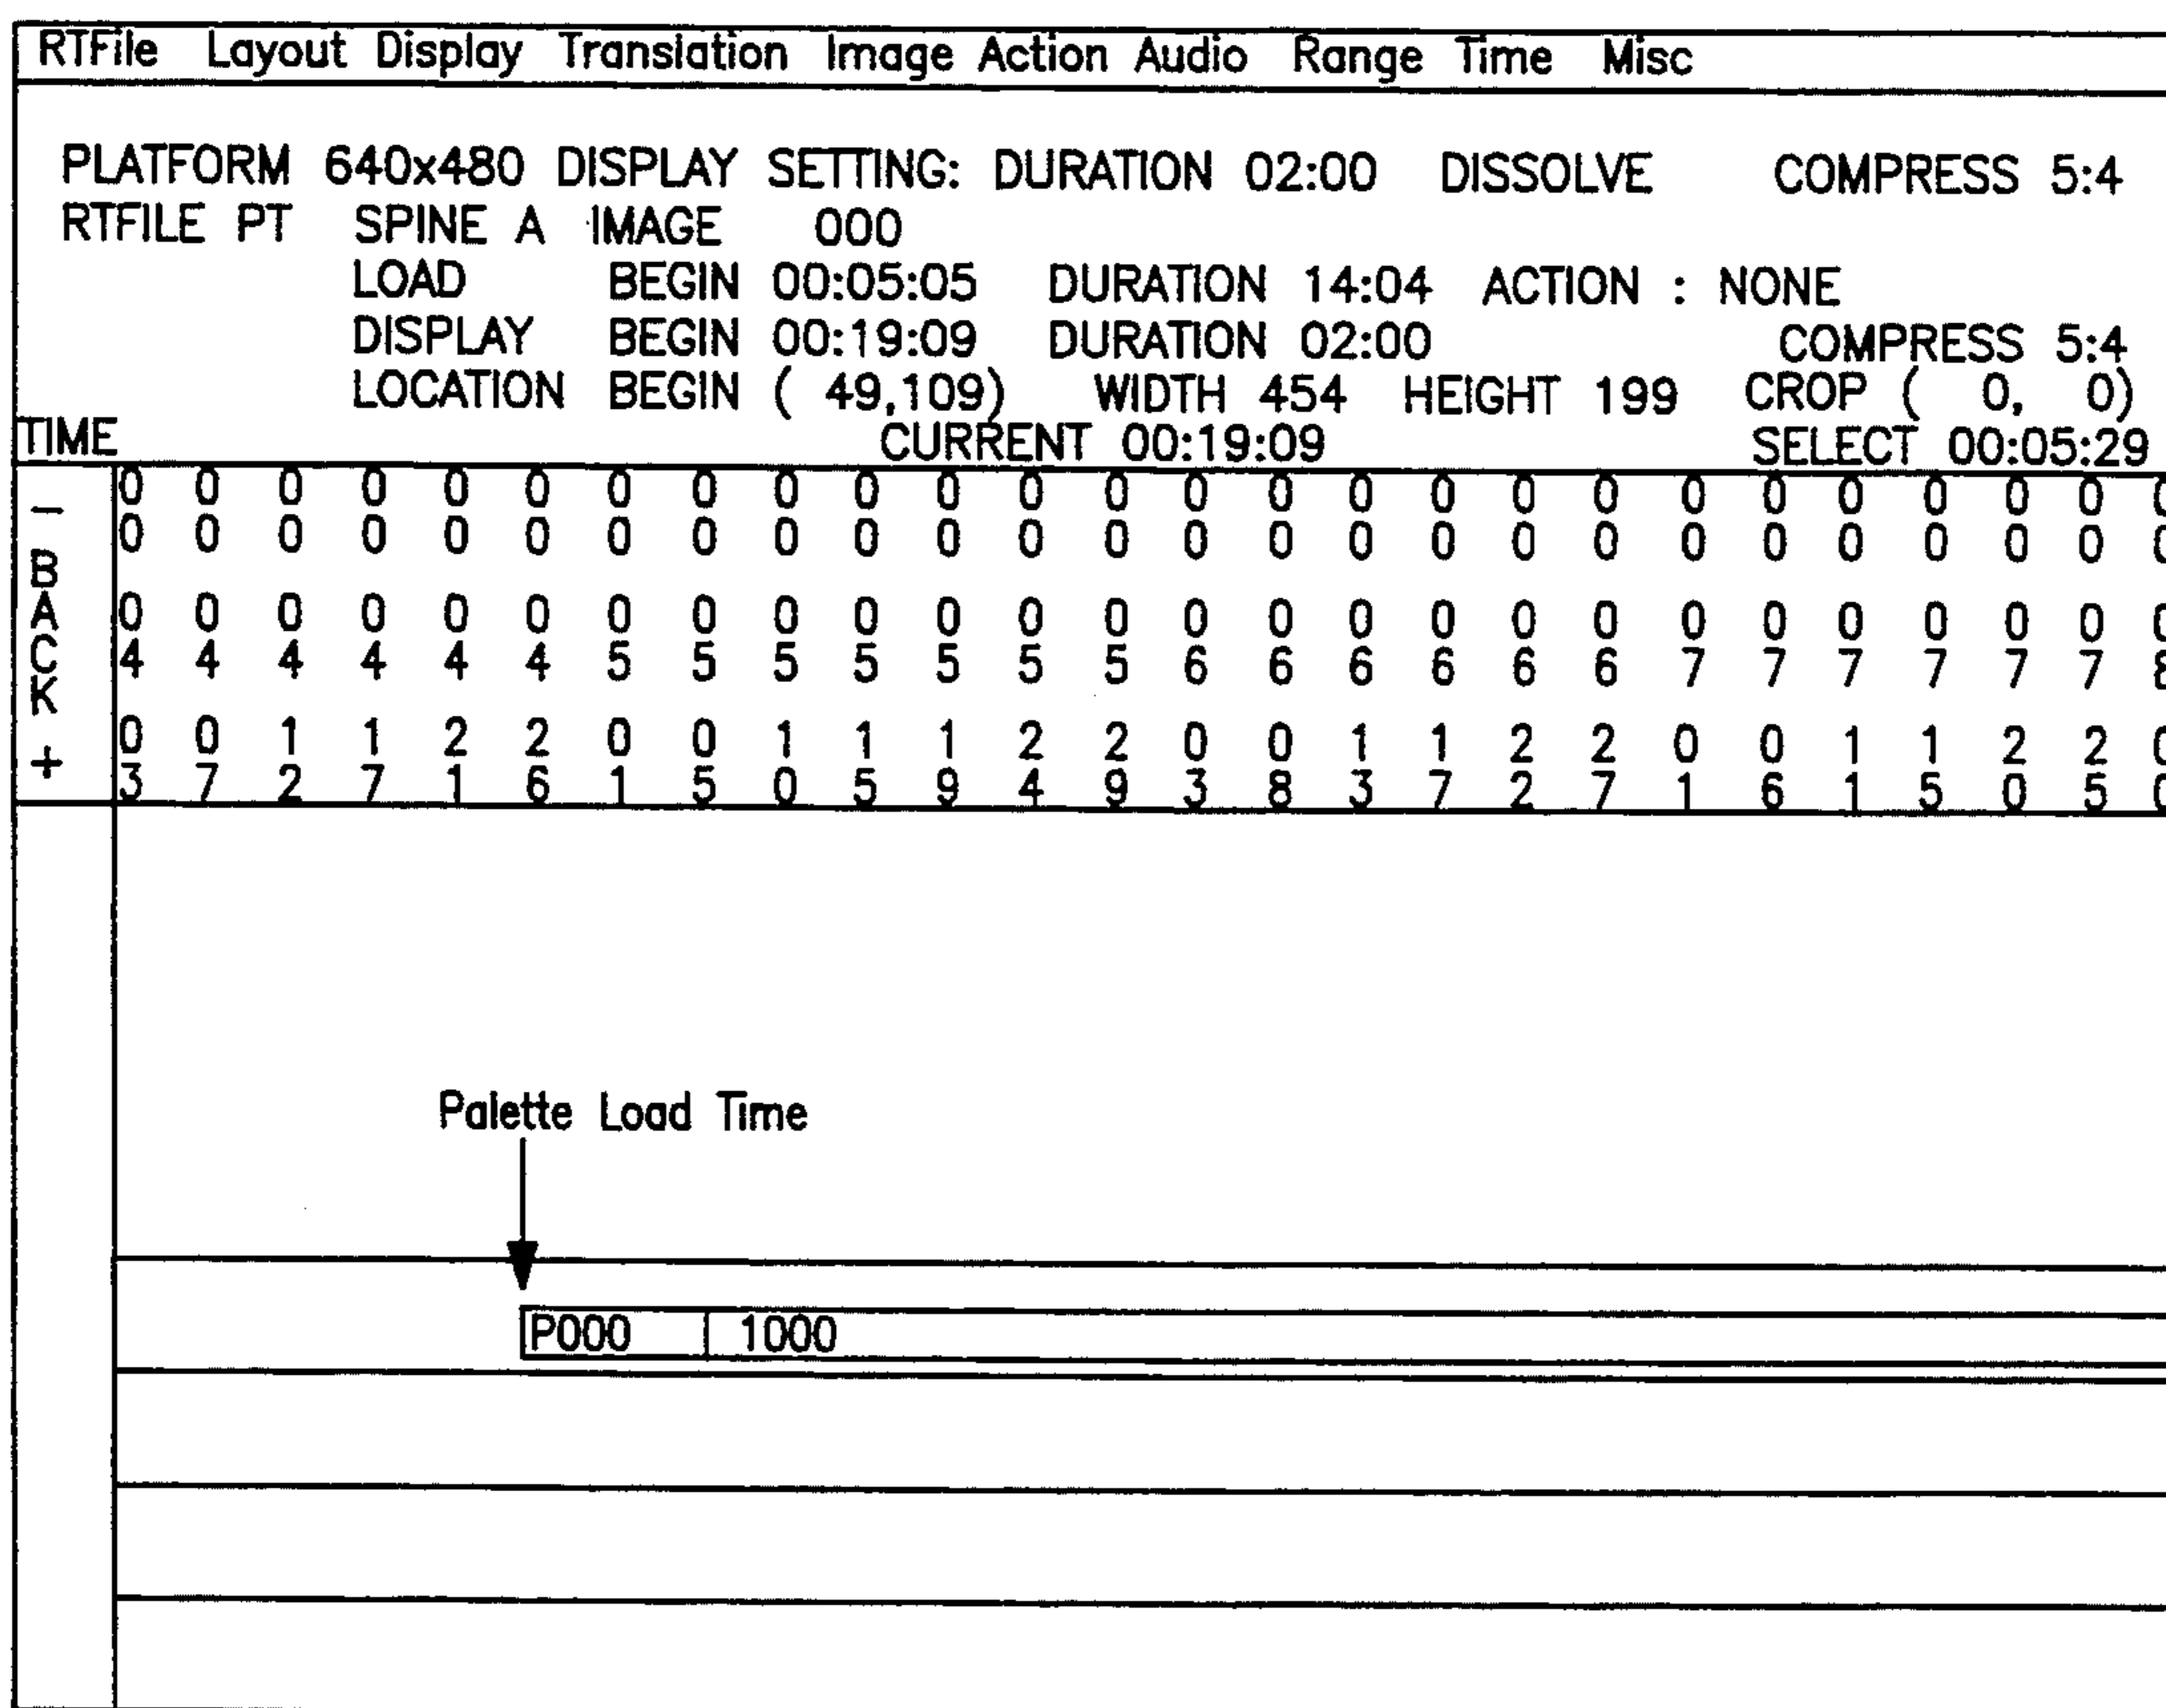 RTFile Layout Display Translation Image Action Audio Range Time Misc
PLATFORM 640x480 DISPLAY SETTING: DURATION 02:00 DISSOLVE COMPRESS 5:4
RTFILE PT SPINE A IMAGE 000
LOAD BEGIN 00:05:05 DURATION 14:04 ACTION : NONE
DISPLAY BEGIN 00:19:09 DURATION 02:00 COMPRESS 5:4
LOCATION BEGIN ( 49,109) WIDTH 454 HEIGHT 199 CROP ( 0, 0)
TIME CURRENT 00:19:09 SELECT 00:05:29
- BACK +
0 0 0 0 0 0 0 0 0 0 0 0 0 0 0 0 0 0 0 0 0 0 0 0 0 0
0 0 0 0 0 0 0 0 0 0 0 0 0 0 0 0 0 0 0 0 0 0 0 0 0 0
0 0 0 0 0 0 0 0 0 0 0 0 0 0 0 0 0 0 0 0 0 0 0 0 0 0
4 4 4 4 4 4 5 5 5 5 5 5 5 6 6 6 6 6 6 7 7 7 7 7 7 8
0 0 1 1 2 2 0 0 1 1 1 2 2 0 0 1 1 2 2 0 0 1 1 2 2 0
3 7 2 7 1 6 1 5 0 5 9 4 9 3 8 3 7 2 7 1 6 1 5 0 5 0
Palette Load Time
P000 1000